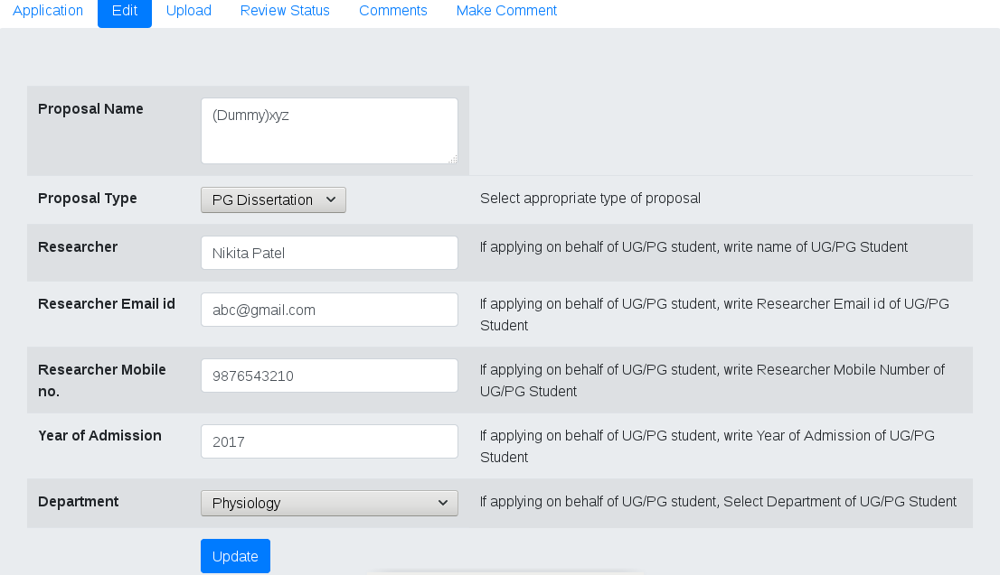 Application Edit Upload Review Status Comments Make Comment
Proposal Name (Dummy)xyz
Proposal Type PG Dissertation Select appropriate type of proposal
Researcher Nikita Patel If applying on behalf of UG/PG student, write name of UG/PG Student
Researcher Email id abc@gmail.com If applying on behalf of UG/PG student, write Researcher Email id of UG/PG
Student
Researcher Mobile 9876543210 If applying on behalf of UG/PG student, write Researcher Mobile Number of
no. UG/PG Student
Year of Admission 2017 If applying on behalf of UG/PG student, write Year of Admission of UG/PG
Student
Department Physiology If applying on behalf of UG/PG student, Select Department of UG/PG Student
Update